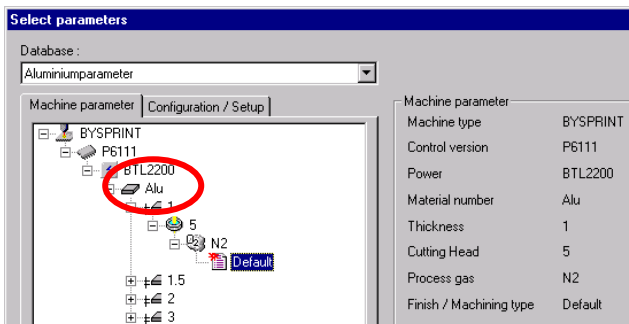 Select parameters
Database :
Aluminiumparameter
Machine parameter
Configuration / Setup
BYSPRINT
P6111
BTL2200
Alu
1
5
N2
Default
1.5
2
3
Machine parameter
Machine type BYSPRINT
Control version P6111
Power BTL2200
Material number Alu
Thickness 1
Cutting Head 5
Process gas N2
Finish / Machining type Default